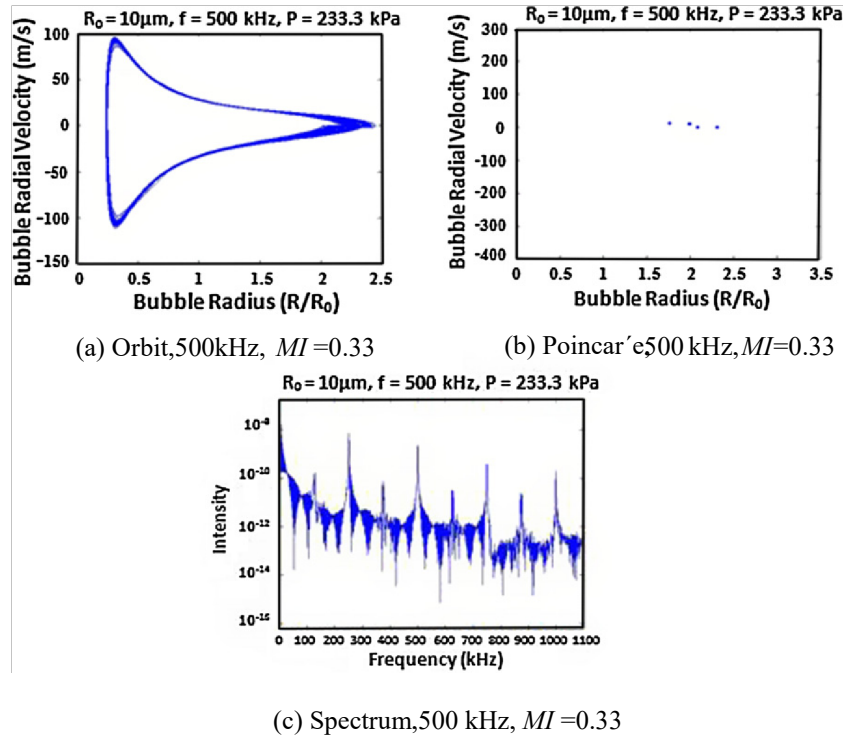 R₀ = 10μm, f = 500 kHz, P = 233.3 kPa
Bubble Radial Velocity (m/s)
100
50
0
-50
-100
-150
0 0.5 1 1.5 2 2.5
Bubble Radius (R/R₀)
(a) Orbit,500kHz, MI =0.33
R₀ = 10μm, f = 500 kHz, P = 233.3 kPa
Bubble Radial Velocity (m/s)
300
200
100
0
-100
-200
-300
-400
0 0.5 1 1.5 2 2.5 3 3.5
Bubble Radius (R/R₀)
(b) Poincar´e,500 kHz,MI=0.33
R₀ = 10μm, f = 500 kHz, P = 233.3 kPa
Intensity
10⁻⁸
10⁻¹⁰
10⁻¹²
10⁻¹⁴
10⁻¹⁵
0 100 200 300 400 500 600 700 800 900 1000 1100
Frequency (kHz)
(c) Spectrum,500 kHz, MI =0.33